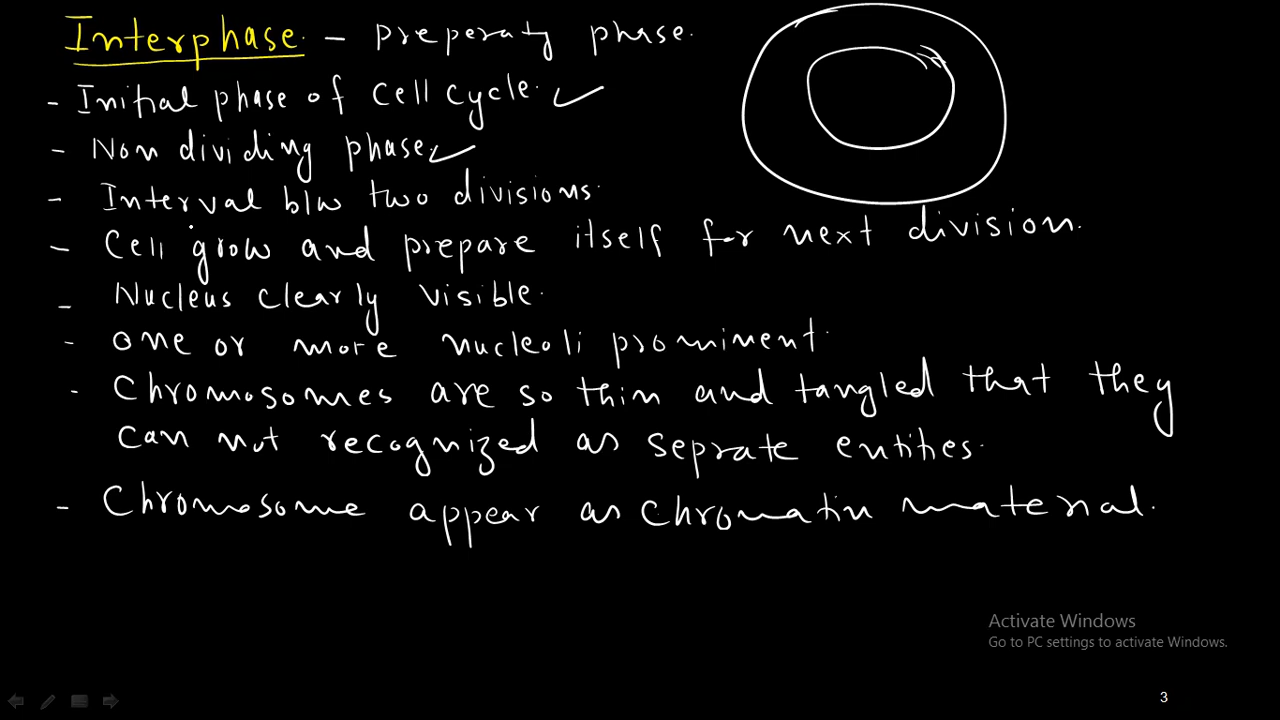 Interphase - preperaty phase.
- Initial phase of cell cycle.
- Non dividing phase
- Interval b/w two divisions.
- Cell grow and prepare itself for next division.
- Nucleus clearly visible.
- One or more nucleoli prominent.
- Chromosomes are so thin and tangled that they
can not recognized as seprate entities.
- Chromosome appear as chromatin material.
Activate Windows
Go to PC settings to activate Windows.
3